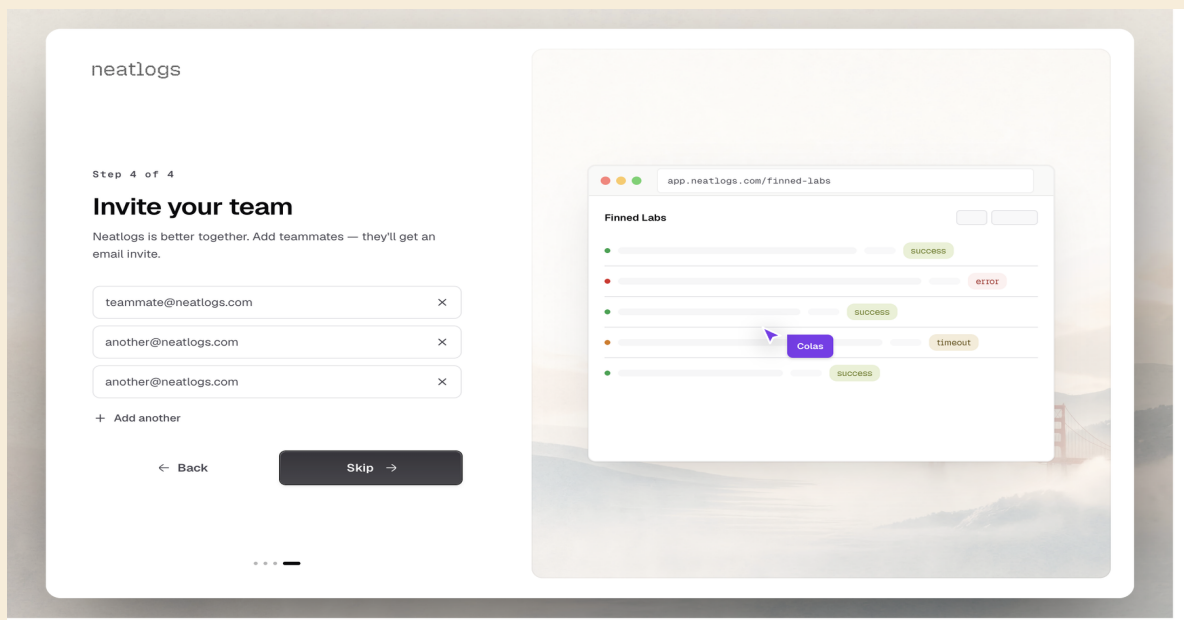 neatlogs
Step 4 of 4
Invite your team
Neatlogs is better together. Add teammates — they'll get an
email invite.
teammate@neatlogs.com
another@neatlogs.com
another@neatlogs.com
Add another
← Back
Skip →
app.neatlogs.com/finned-labs
Finned Labs
success
error
success
timeout
Colas
success